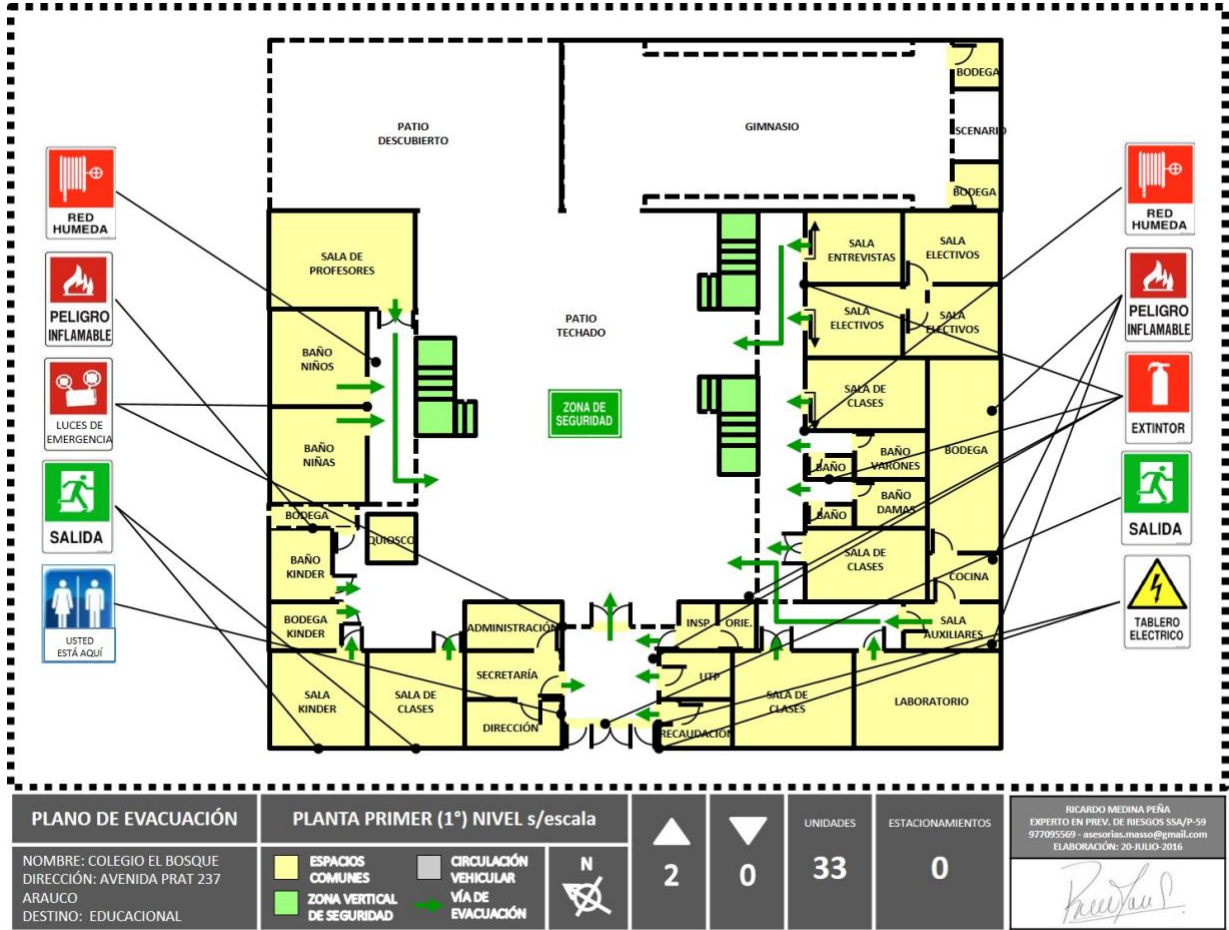 BODEGA
PATIO
DESCUBIERTO
GIMNASIO
SCENARIO
BODEGA
RED
HUMEDA
PELIGRO
INFLAMABLE
LUCES DE
EMERGENCIA
SALIDA
USTED
ESTÁ AQUÍ
SALA DE
PROFESORES
BAÑO
NIÑOS
BAÑO
NIÑAS
BODEGA
QUIOSCO
BAÑO
KINDER
BODEGA
KINDER
SALA
KINDER
SALA DE
CLASES
ADMINISTRACIÓN
SECRETARÍA
DIRECCIÓN
PATIO
TECHADO
ZONA DE
SEGURIDAD
SALA
ENTREVISTAS
SALA
ELECTIVOS
SALA
ELECTIVOS
SALA
ELECTIVOS
SALA DE
CLASES
BODEGA
BAÑO
BAÑO
VARONES
BAÑO
DAMAS
BAÑO
SALA DE
CLASES
COCINA
INSP.
ORIE.
SALA
AUXILIARES
UTP
RECAUDACIÓN
SALA DE
CLASES
LABORATORIO
RED
HUMEDA
PELIGRO
INFLAMABLE
EXTINTOR
SALIDA
TABLERO
ELECTRICO
PLANO DE EVACUACIÓN
NOMBRE: COLEGIO EL BOSQUE
DIRECCIÓN: AVENIDA PRAT 237
ARAUCO
DESTINO: EDUCACIONAL
PLANTA PRIMER (1°) NIVEL s/escala
ESPACIOS
COMUNES
CIRCULACIÓN
VEHICULAR
ZONA VERTICAL
DE SEGURIDAD
VÍA DE
EVACUACIÓN
N
2
0
UNIDADES
33
ESTACIONAMIENTOS
0
RICARDO MEDINA PEÑA
EXPERTO EN PREV. DE RIESGOS SSA/P-59
977095569 - asesorias.masso@gmail.com
ELABORACIÓN: 20-JULIO-2016